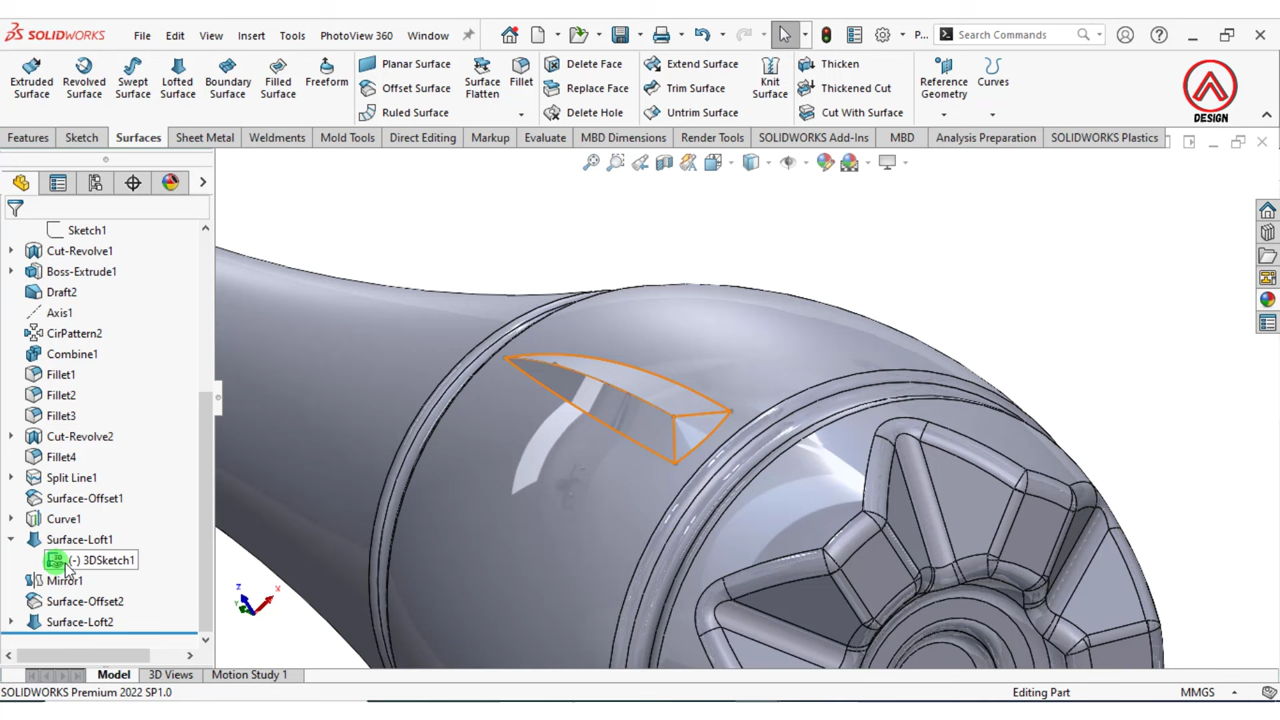 SOLIDWORKS File Edit View Insert Tools PhotoView 360 Window P... Search Commands
Extruded Surface
Revolved Surface
Swept Surface
Lofted Surface
Boundary Surface
Filled Surface
Freeform
Planar Surface
Offset Surface
Ruled Surface
Surface Flatten
Fillet
Delete Face
Replace Face
Delete Hole
Extend Surface
Trim Surface
Untrim Surface
Knit Surface
Thicken
Thickened Cut
Cut With Surface
Reference Geometry
Curves
DESIGN
Features Sketch Surfaces Sheet Metal Weldments Mold Tools Direct Editing Markup Evaluate MBD Dimensions Render Tools SOLIDWORKS Add-Ins MBD Analysis Preparation SOLIDWORKS Plastics
Sketch1
Cut-Revolve1
Boss-Extrude1
Draft2
Axis1
CirPattern2
Combine1
Fillet1
Fillet2
Fillet3
Cut-Revolve2
Fillet4
Split Line1
Surface-Offset1
Curve1
Surface-Loft1
(-) 3DSketch1
Mirror1
Surface-Offset2
Surface-Loft2
Z
Y
X
Model 3D Views Motion Study 1
SOLIDWORKS Premium 2022 SP1.0 Editing Part MMGS